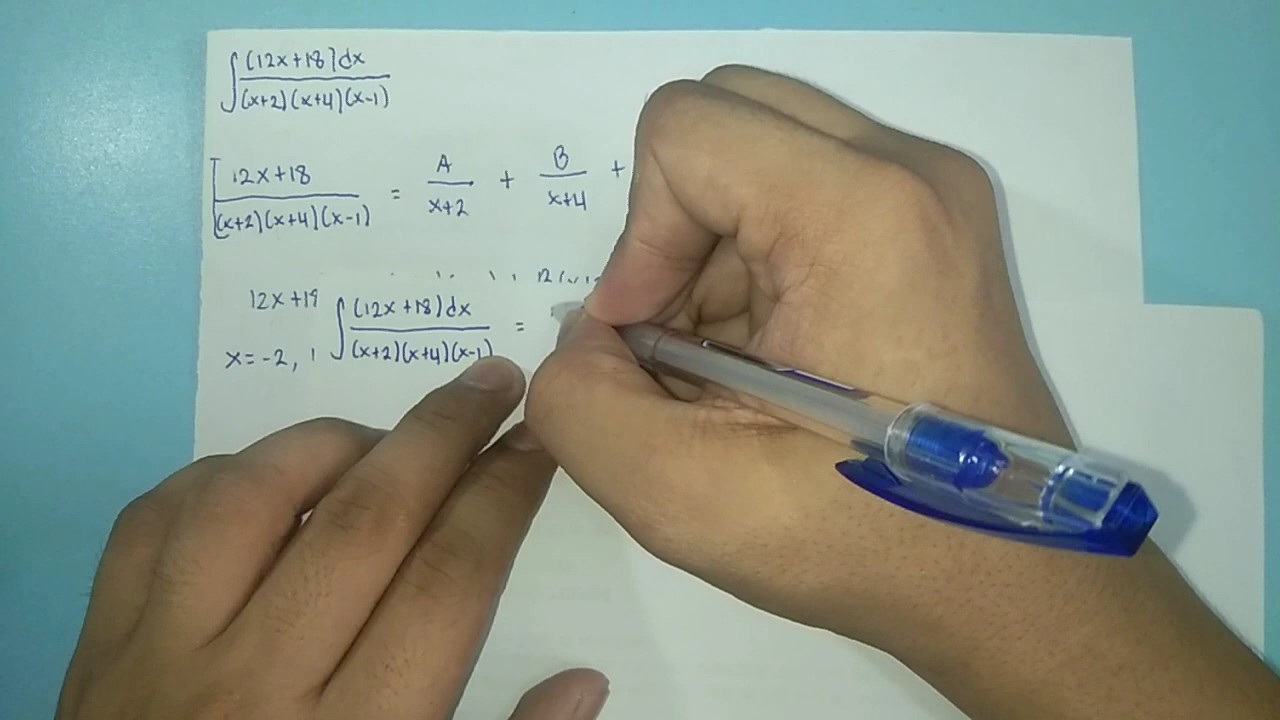 ∫ (12x+18)dx / (x+2)(x+4)(x-1)
12x+18 / (x+2)(x+4)(x-1) = A / x+2 + B / x+4 +
12x+18
∫ (12x+18)dx / (x+2)(x+4)(x-1) =
x=-2,